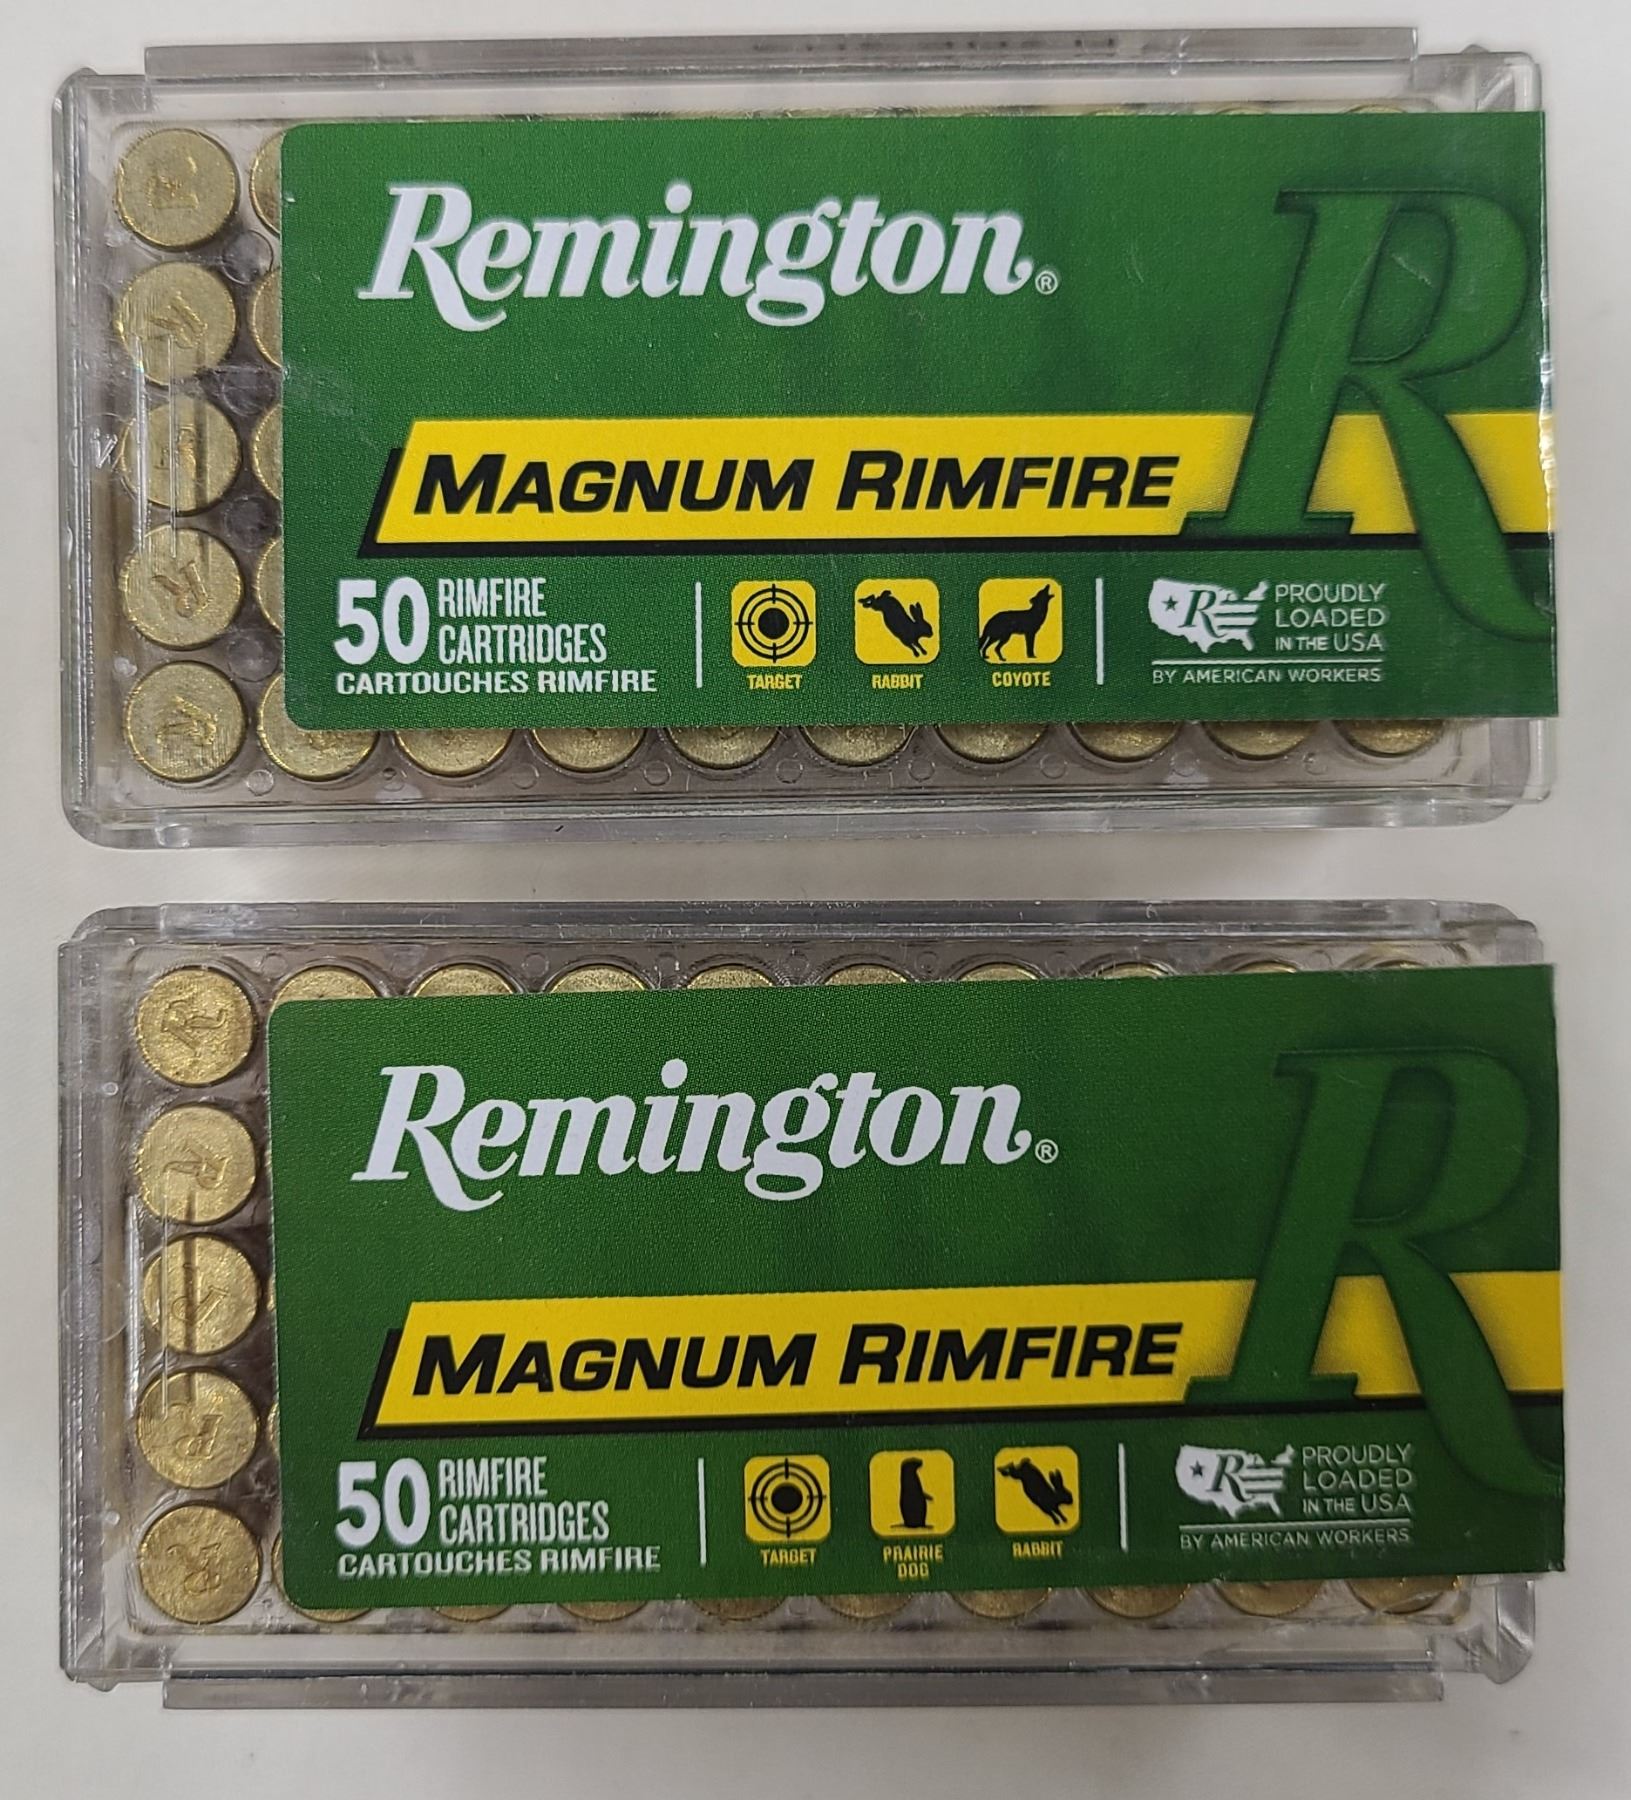 Remington®
MAGNUM RIMFIRE
R
50 RIMFIRE
CARTRIDGES
CARTOUCHES RIMFIRE
TARGET
RABBIT
COYOTE
R
PROUDLY
LOADED
IN THE USA
BY AMERICAN WORKERS
Remington®
MAGNUM RIMFIRE
R
50 RIMFIRE
CARTRIDGES
CARTOUCHES RIMFIRE
TARGET
PRAIRIE
DOG
RABBIT
R
PROUDLY
LOADED
IN THE USA
BY AMERICAN WORKERS